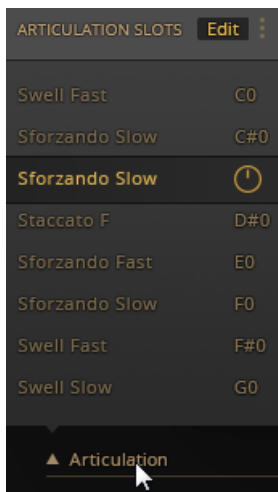 ARTICULATION SLOTS Edit
Swell Fast C0
Sforzando Slow C#0
Sforzando Slow
Staccato F D#0
Sforzando Fast E0
Sforzando Slow F0
Swell Fast F#0
Swell Slow G0
Articulation